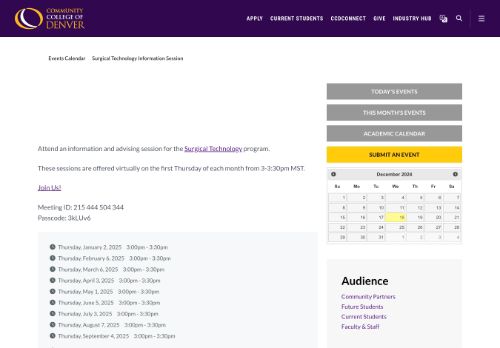 COMMUNITY
COLLEGE OF
DENVER
APPLY CURRENT STUDENTS CCDCONNECT GIVE INDUSTRY HUB
Events Calendar Surgical Technology Information Session
Attend an information and advising session for the Surgical Technology program.
These sessions are offered virtually on the first Thursday of each month from 3-3:30pm MST.
Join Us!
Meeting ID: 215 444 504 344
Passcode: 3kLUv6
Thursday, January 2, 2025 3:00pm - 3:30pm
Thursday, February 6, 2025 3:00pm - 3:30pm
Thursday, March 6, 2025 3:00pm - 3:30pm
Thursday, April 3, 2025 3:00pm - 3:30pm
Thursday, May 1, 2025 3:00pm - 3:30pm
Thursday, June 5, 2025 3:00pm - 3:30pm
Thursday, July 3, 2025 3:00pm - 3:30pm
Thursday, August 7, 2025 3:00pm - 3:30pm
Thursday, September 4, 2025 3:00pm - 3:30pm
TODAY'S EVENTS
THIS MONTH'S EVENTS
ACADEMIC CALENDAR
SUBMIT AN EVENT
December 2024
Su Mo Tu We Th Fr Sa
1 2 3 4 5 6 7
8 9 10 11 12 13 14
15 16 17 18 19 20 21
22 23 24 25 26 27 28
29 30 31 1 2 3 4
Audience
Community Partners
Future Students
Current Students
Faculty & Staff